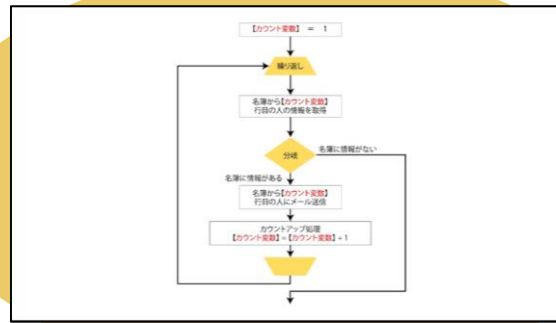 【カウント変数】 = 1
繰り返し
名簿から【カウント変数】
行目の人の情報を取得
分岐
名簿に情報がない
名簿に情報がある
名簿から【カウント変数】
行目の人にメール送信
カウントアップ処理
【カウント変数】=【カウント変数】+1